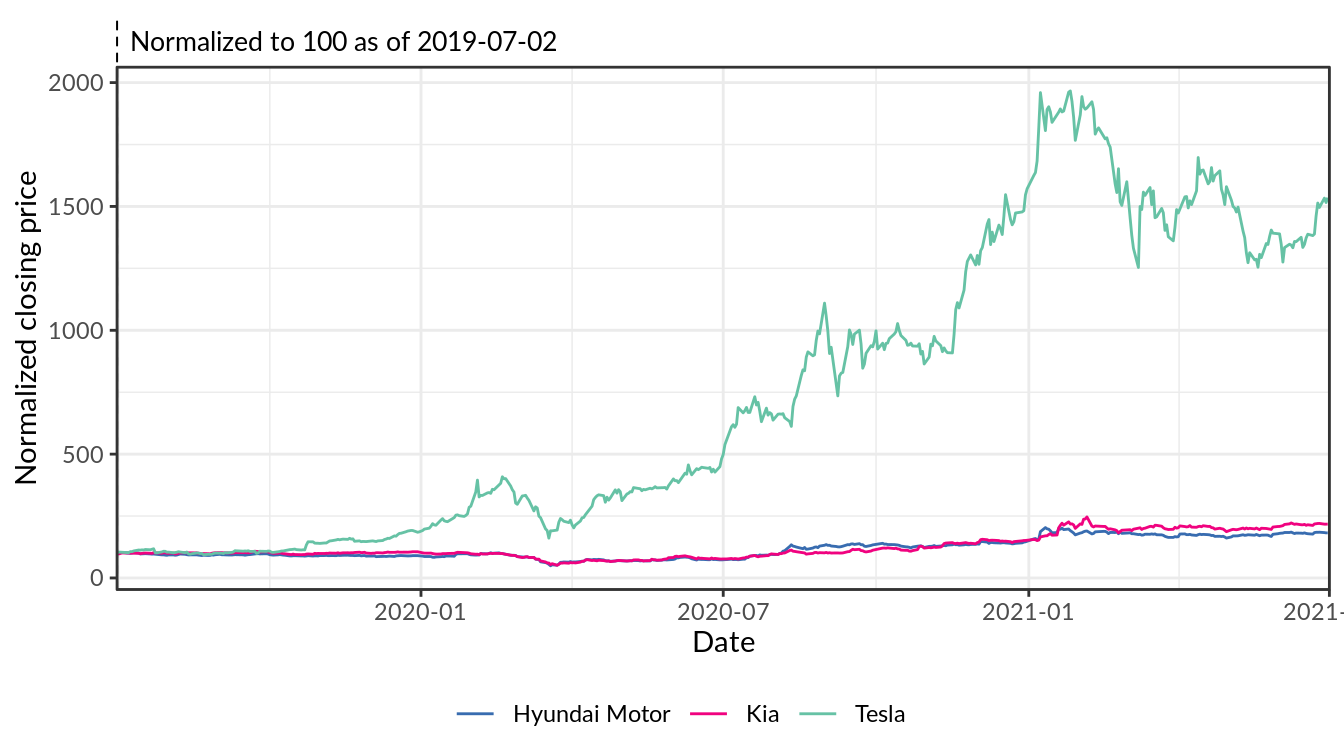 Normalized to 100 as of 2019-07-02
Normalized closing price
2000
1500
1000
500
0
2020-01
2020-07
2021-01
2021-
Date
Hyundai Motor
Kia
Tesla